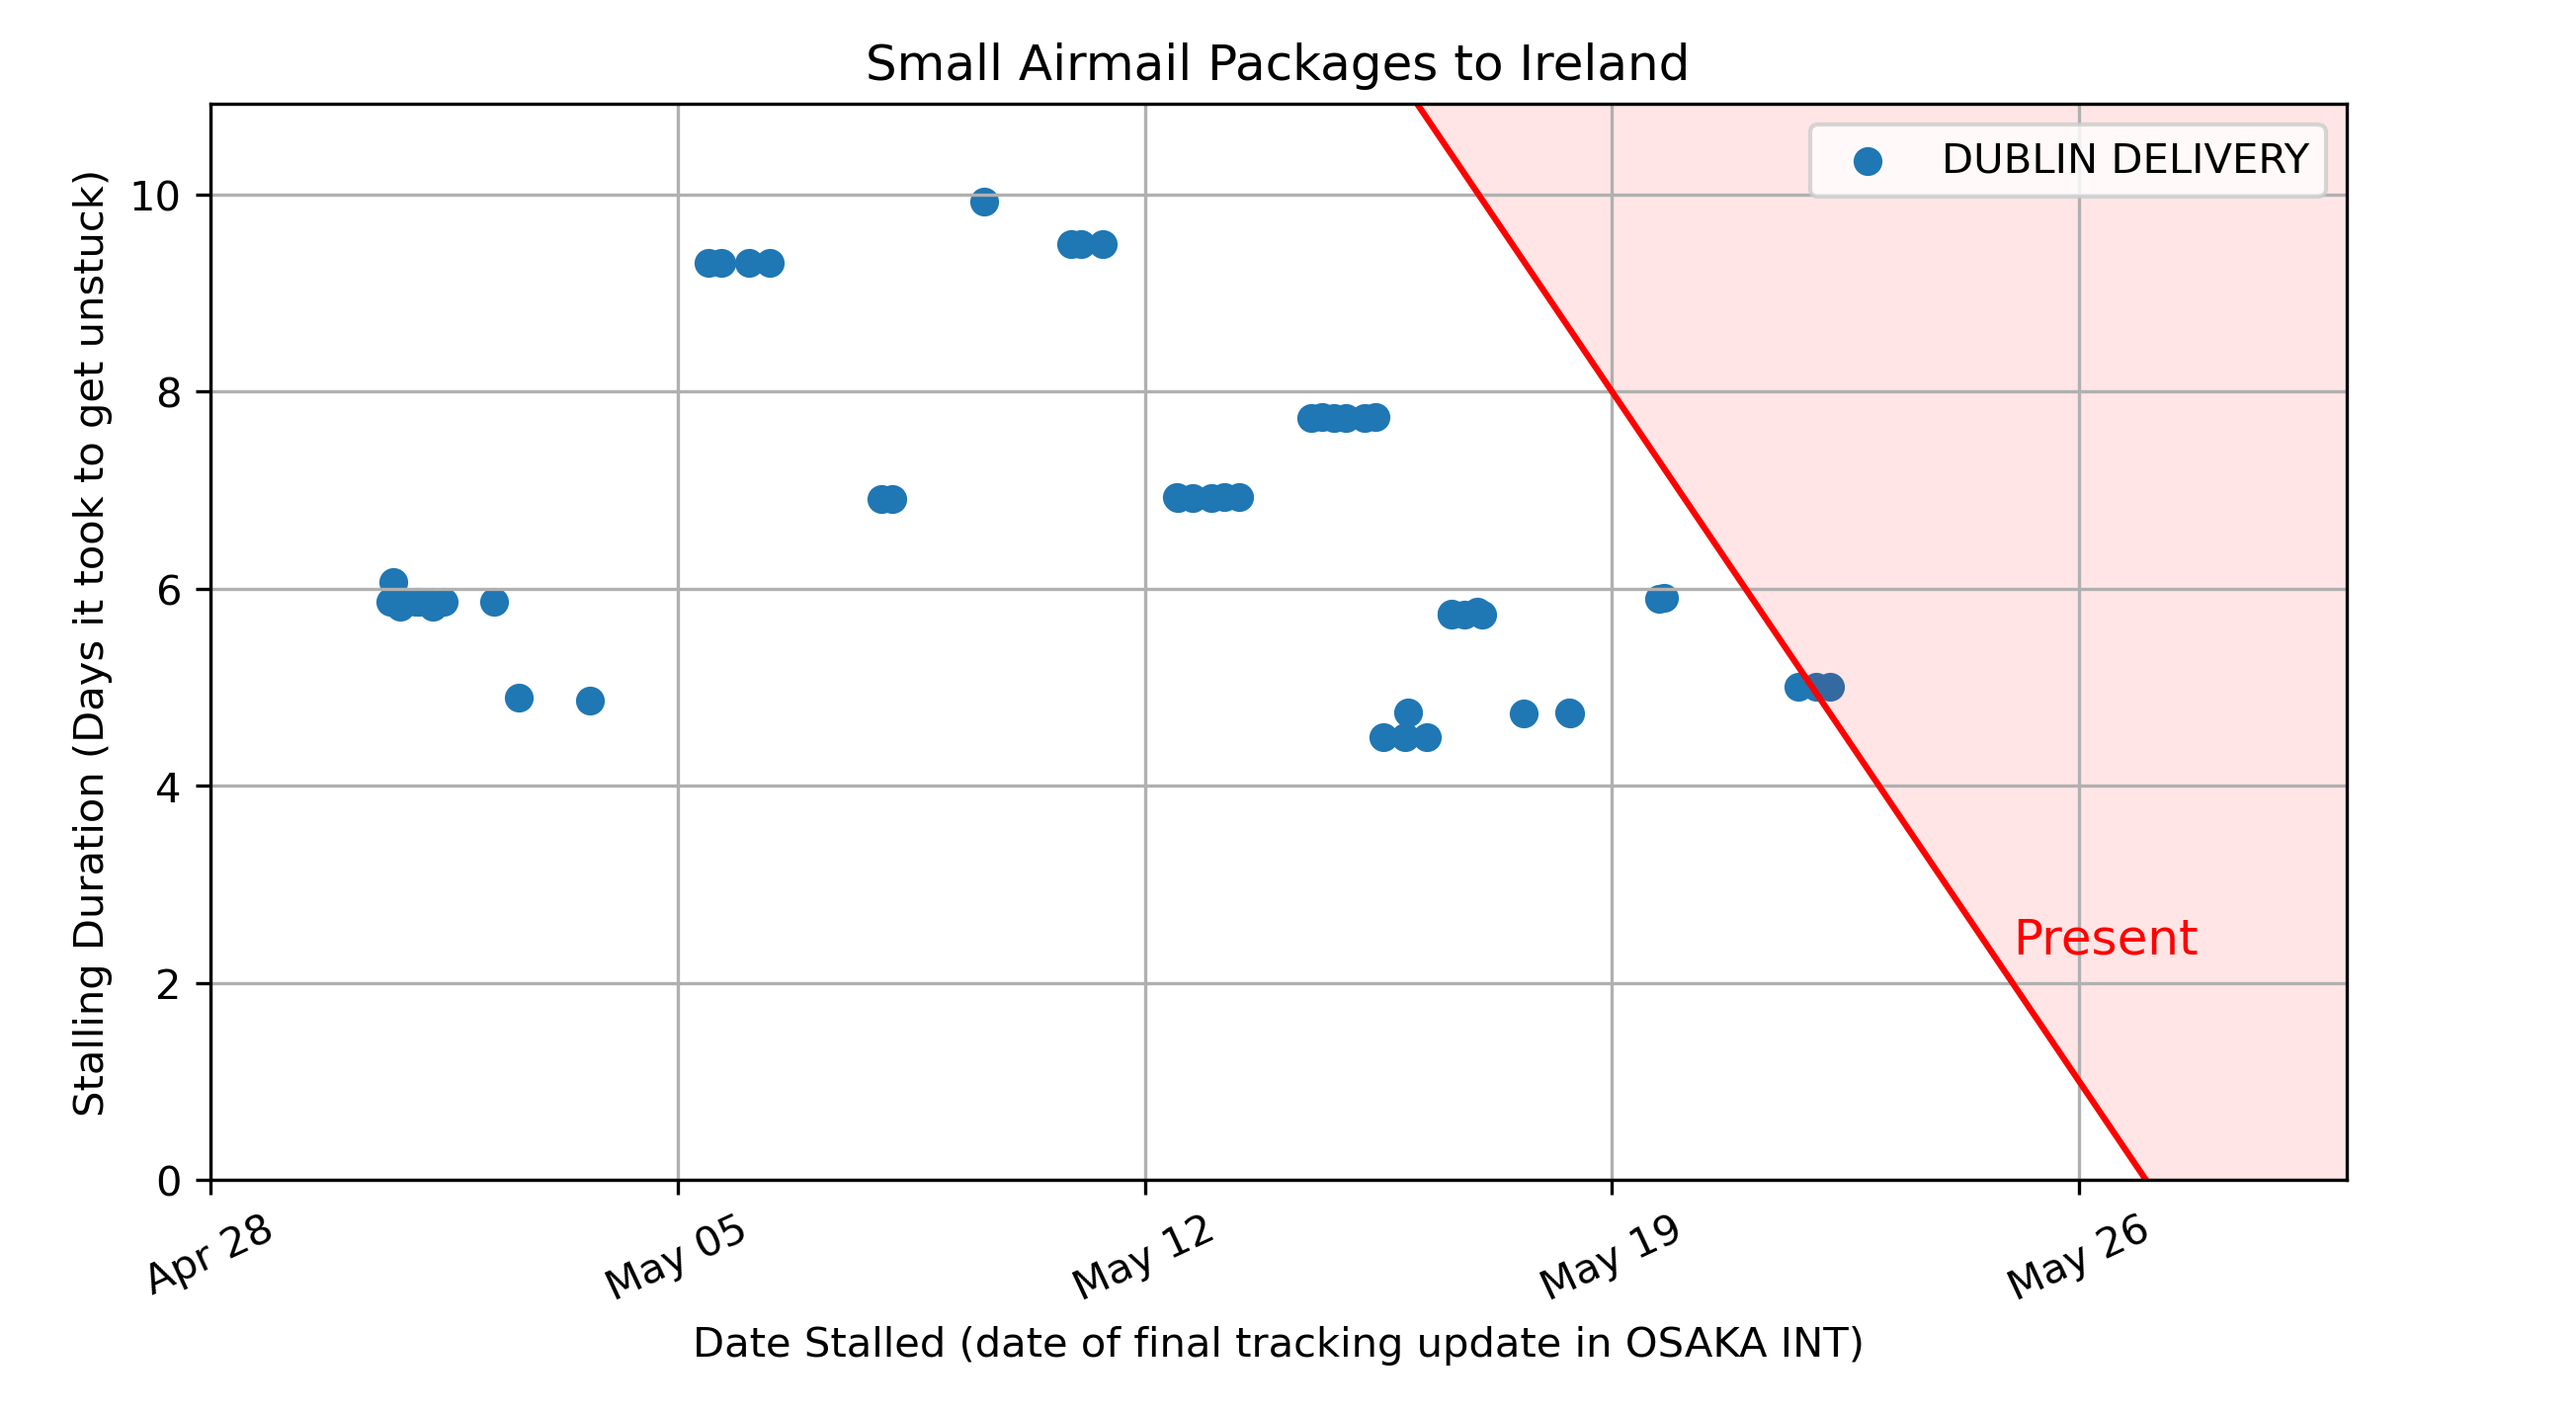 Small Airmail Packages to Ireland
DUBLIN DELIVERY
Stalling Duration (Days it took to get unstuck)
10
8
6
4
2
0
Present
Apr 28
May 05
May 12
May 19
May 26
Date Stalled (date of final tracking update in OSAKA INT)